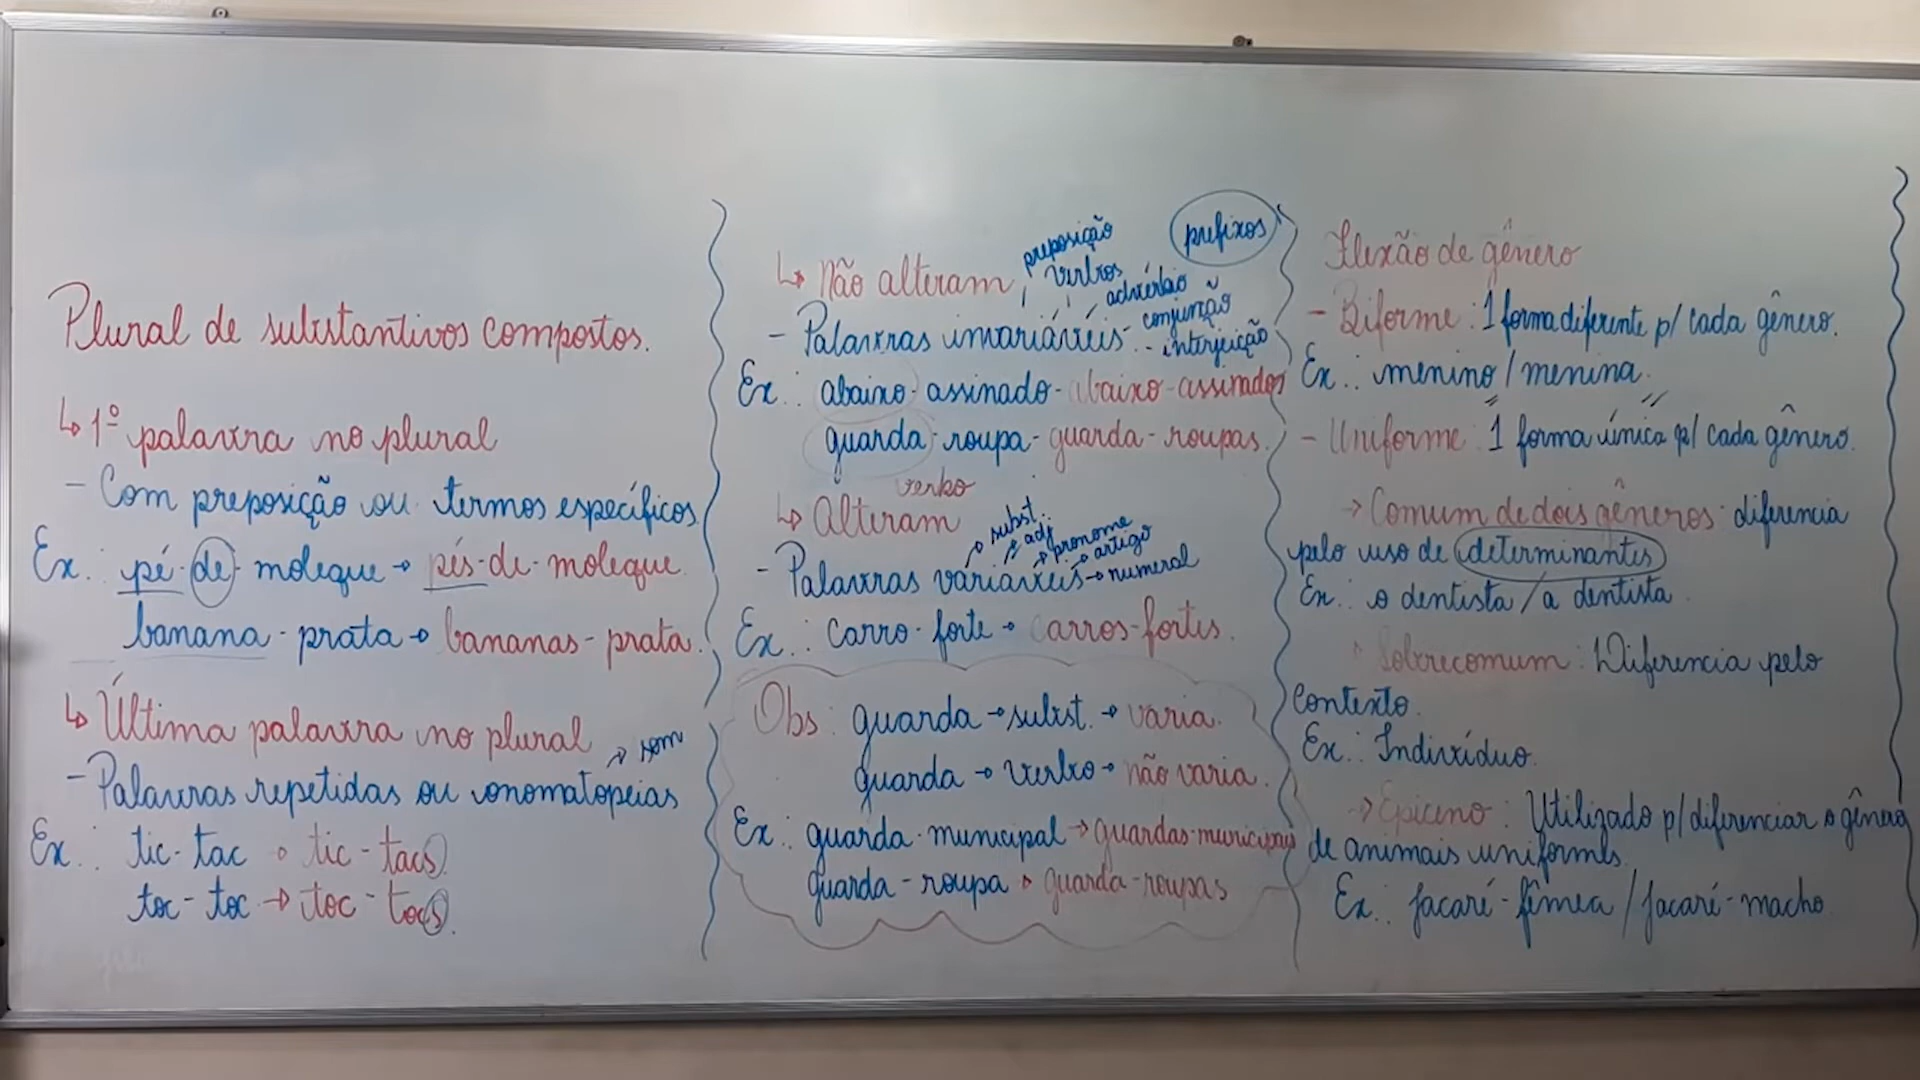 Plural de substantivos compostos.
↳ 1º palavra no plural
- Com preposição ou termos específicos
Ex.: pé-de-moleque → pés-de-moleque
banana-prata → bananas-prata.
↳ Última palavra no plural
→ som
- Palavras repetidas ou onomatopeias
Ex.: tic-tac → tic-tacs.
toc-toc → toc-tocs.
prefixos
↳ Não alteram
preposição
verbos
advérbio
conjunção
- interjeição
- Palavras invariáveis
Ex.: abaixo-assinado - abaixo-assinados
guarda-roupa - guarda-roupas.
verbo
↳ Alteram
→ subst.
→ adj
→ pronome
→ artigo
→ numeral
- Palavras variáveis
Ex.: carro-forte → carros-fortes.
Obs: guarda → subst. → varia.
guarda → verbo → não varia.
Ex.: guarda-municipal → guardas-municipais
guarda-roupa → guarda-roupas
Flexão de gênero
- Biforme: 1 forma diferente p/ cada gênero.
Ex.: menino/menina.
- Uniforme: 1 forma única p/ cada gênero.
→ Comum de dois gêneros: diferencia
pelo uso de determinantes
Ex.: o dentista/a dentista.
Sobrecomum: Diferencia pelo
contexto.
Ex.: Indivíduo.
→ Epiceno: Utilizado p/ diferenciar o gênero
de animais uniformes.
Ex.: jacaré-fêmea/jacaré-macho